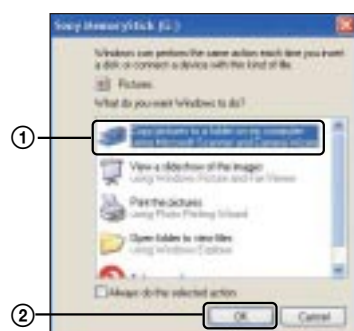 Sony MemoryStick (G:)
Windows can perform the same action each time you insert
a disk or connect a device with this kind of file:
Pictures
What do you want Windows to do?
① Copy pictures to a folder on my computer
using Microsoft Scanner and Camera Wizard
View a slideshow of the images
using Windows Picture and Fax Viewer
Print the pictures
using Photo Printing Wizard
Open folder to view files
using Windows Explorer
Always do the selected action
② OK Cancel